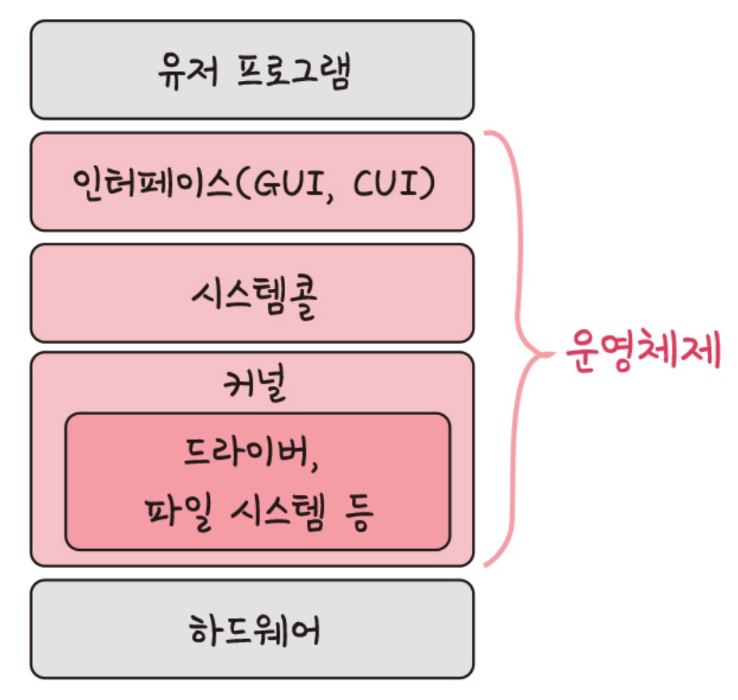 유저 프로그램
인터페이스(GUI, CUI)
시스템콜
운영체제
커널
드라이버,
파일 시스템 등
하드웨어